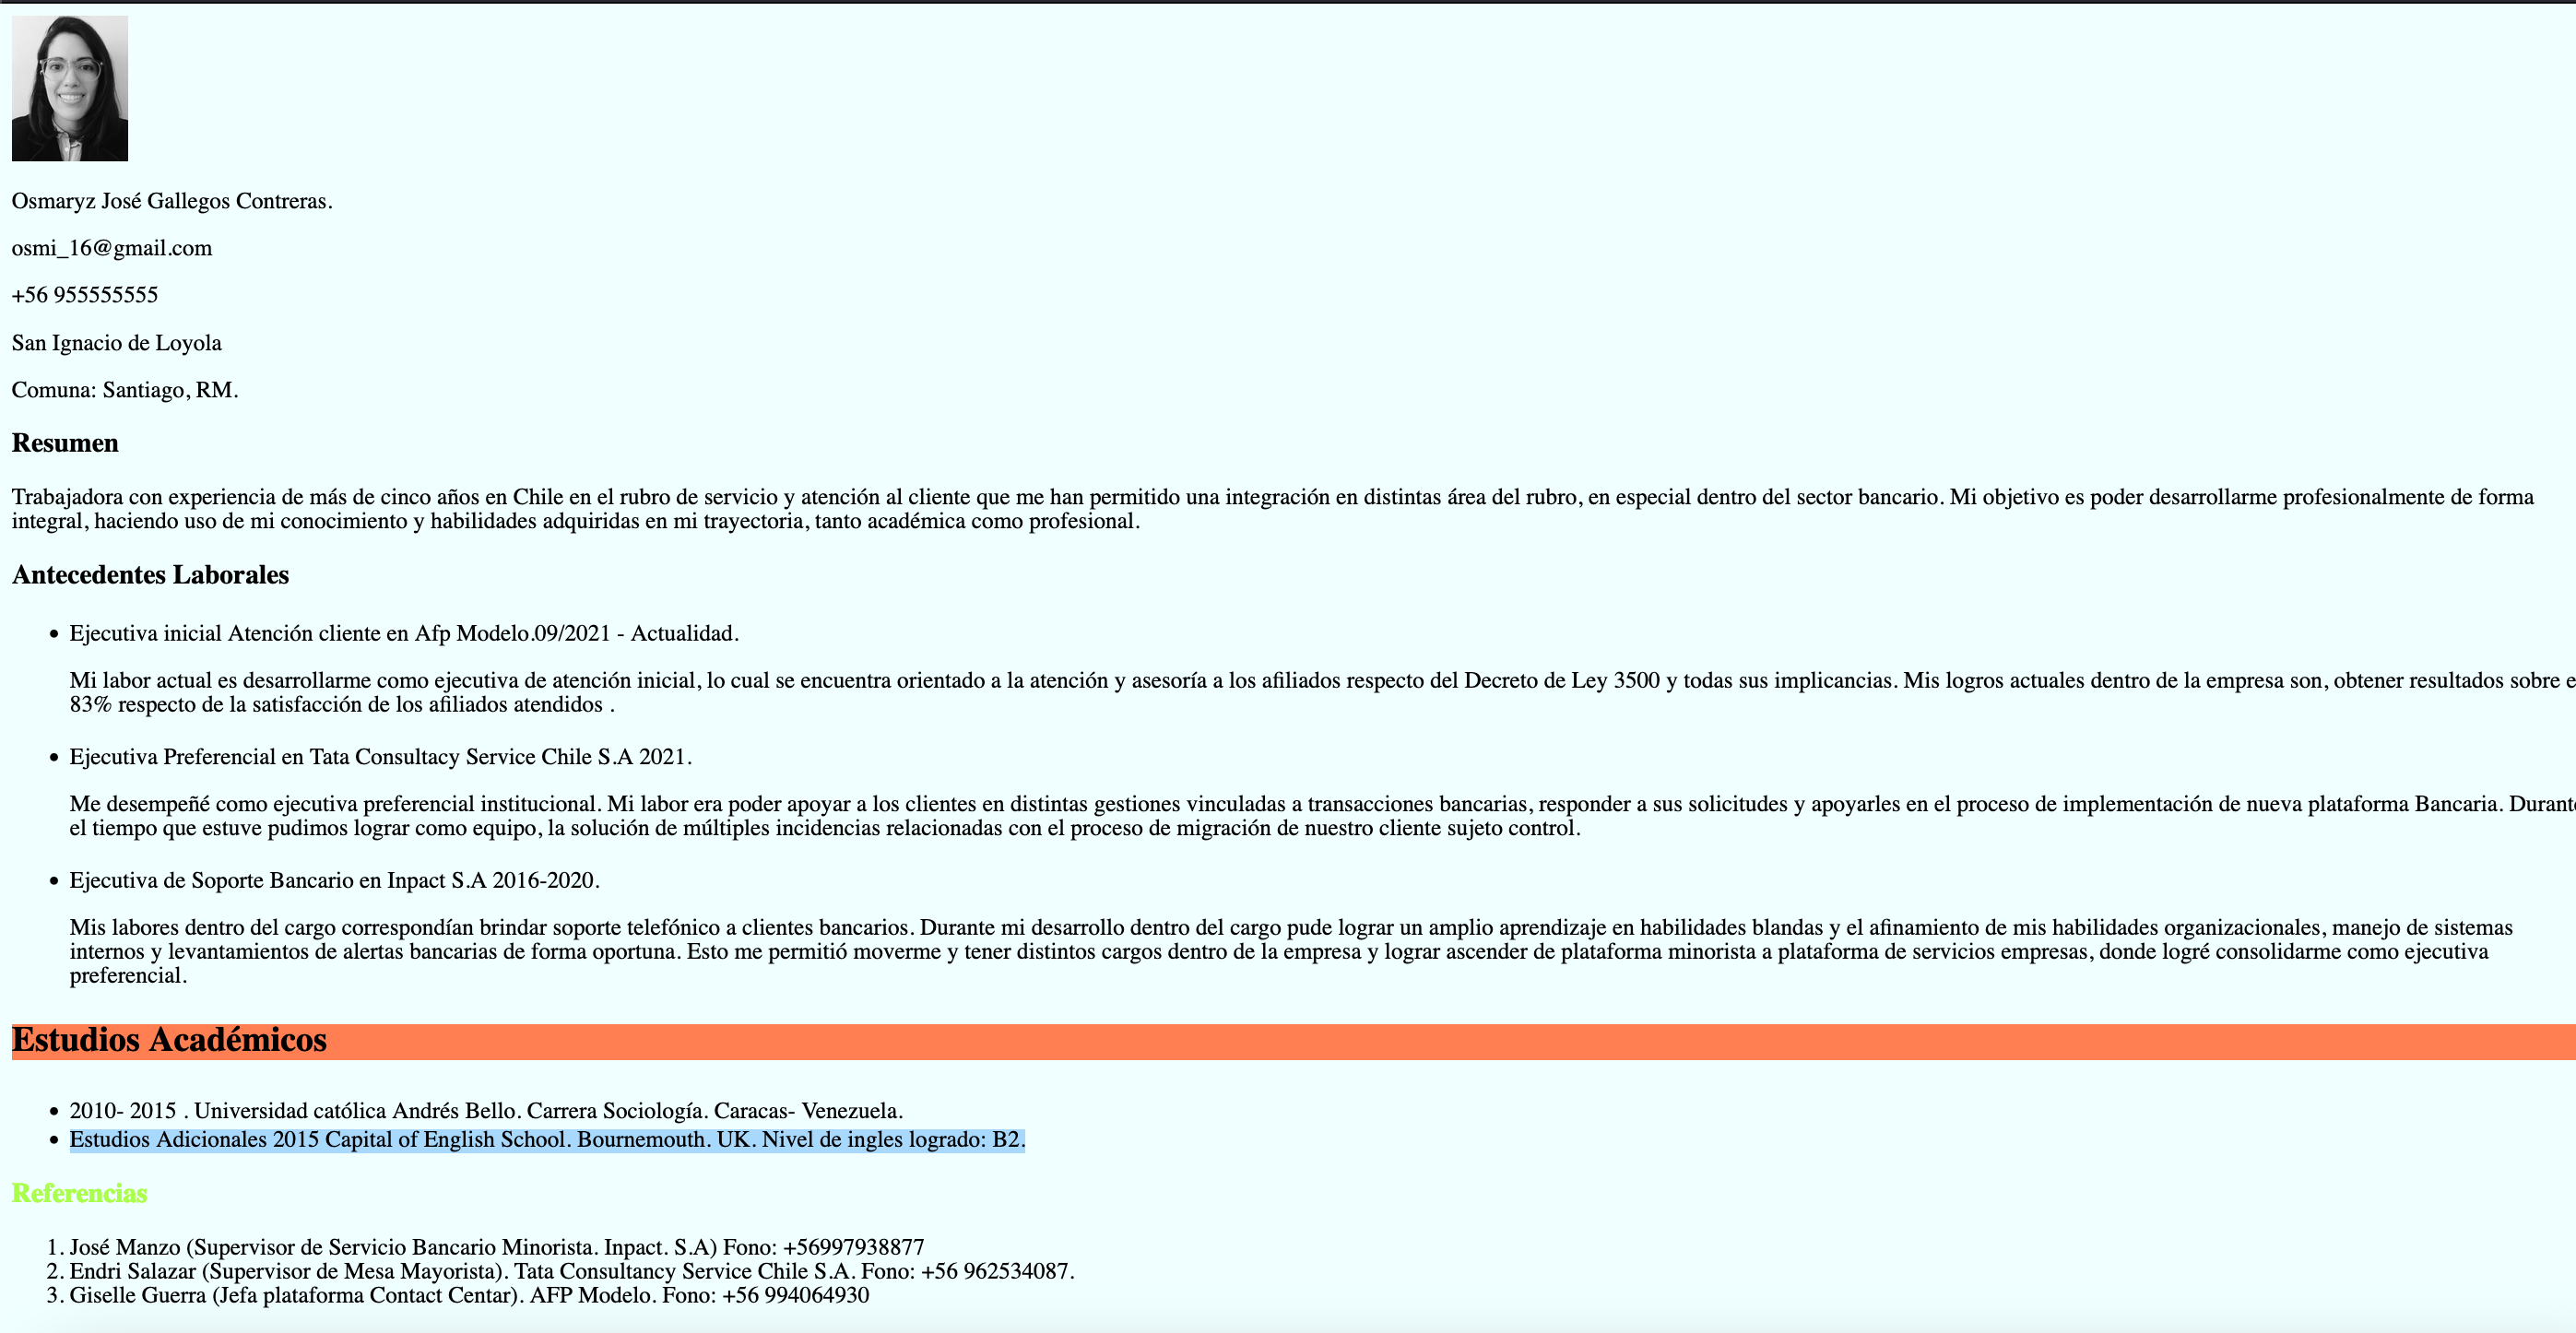 Osmaryz José Gallegos Contreras.
osmi_16@gmail.com
+56 955555555
San Ignacio de Loyola
Comuna: Santiago, RM.
Resumen
Trabajadora con experiencia de más de cinco años en Chile en el rubro de servicio y atención al cliente que me han permitido una integración en distintas área del rubro, en especial dentro del sector bancario. Mi objetivo es poder desarrollarme profesionalmente de forma
integral, haciendo uso de mi conocimiento y habilidades adquiridas en mi trayectoria, tanto académica como profesional.
Antecedentes Laborales
• Ejecutiva inicial Atención cliente en Afp Modelo.09/2021 - Actualidad.
Mi labor actual es desarrollarme como ejecutiva de atención inicial, lo cual se encuentra orientado a la atención y asesoría a los afiliados respecto del Decreto de Ley 3500 y todas sus implicancias. Mis logros actuales dentro de la empresa son, obtener resultados sobre e
83% respecto de la satisfacción de los afiliados atendidos .
• Ejecutiva Preferencial en Tata Consultacy Service Chile S.A 2021.
Me desempeñé como ejecutiva preferencial institucional. Mi labor era poder apoyar a los clientes en distintas gestiones vinculadas a transacciones bancarias, responder a sus solicitudes y apoyarles en el proceso de implementación de nueva plataforma Bancaria. Durante
el tiempo que estuve pudimos lograr como equipo, la solución de múltiples incidencias relacionadas con el proceso de migración de nuestro cliente sujeto control.
• Ejecutiva de Soporte Bancario en Inpact S.A 2016-2020.
Mis labores dentro del cargo correspondían brindar soporte telefónico a clientes bancarios. Durante mi desarrollo dentro del cargo pude lograr un amplio aprendizaje en habilidades blandas y el afinamiento de mis habilidades organizacionales, manejo de sistemas
internos y levantamientos de alertas bancarias de forma oportuna. Esto me permitió moverme y tener distintos cargos dentro de la empresa y lograr ascender de plataforma minorista a plataforma de servicios empresas, donde logré consolidarme como ejecutiva
preferencial.
Estudios Académicos
• 2010- 2015 . Universidad católica Andrés Bello. Carrera Sociología. Caracas- Venezuela.
• Estudios Adicionales 2015 Capital of English School. Bournemouth. UK. Nivel de ingles logrado: B2.
Referencias
1. José Manzo (Supervisor de Servicio Bancario Minorista. Inpact. S.A) Fono: +56997938877
2. Endri Salazar (Supervisor de Mesa Mayorista). Tata Consultancy Service Chile S.A. Fono: +56 962534087.
3. Giselle Guerra (Jefa plataforma Contact Centar). AFP Modelo. Fono: +56 994064930